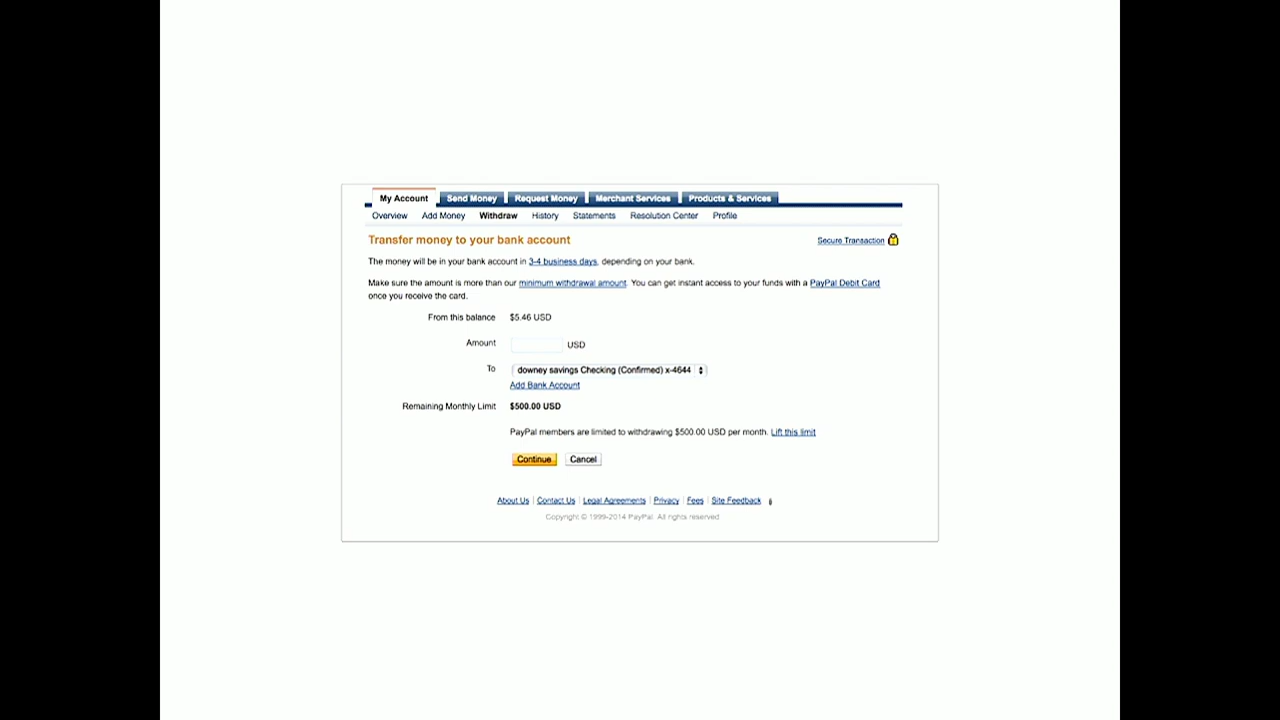 My Account Send Money Request Money Merchant Services Products & Services
Overview Add Money Withdraw History Statements Resolution Center Profile
Transfer money to your bank account Secure Transaction
The money will be in your bank account in 3-4 business days, depending on your bank.
Make sure the amount is more than our minimum withdrawal amount. You can get instant access to your funds with a PayPal Debit Card
once you receive the card.
From this balance $5.46 USD
Amount USD
To downey savings Checking (Confirmed) x-4644
Add Bank Account
Remaining Monthly Limit $500.00 USD
PayPal members are limited to withdrawing $500.00 USD per month. Lift this limit
Continue Cancel
About Us | Contact Us | Legal Agreements | Privacy | Fees | Site Feedback
Copyright © 1999-2014 PayPal. All rights reserved